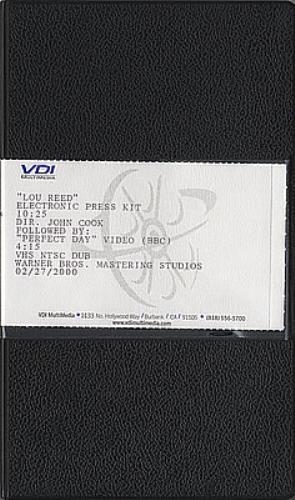 VDI
MULTIMEDIA
"LOU REED"
ELECTRONIC PRESS KIT
10:25
DIR. JOHN COOK
FOLLOWED BY:
"PERFECT DAY" VIDEO (BBC)
4:15
VHS NTSC DUB
WARNER BROS. MASTERING STUDIOS
02/27/2000
VDI MultiMedia • 3133 No. Hollywood Way / Burbank / CA / 91505 • (818) 556-5700
www.vdimultimedia.com